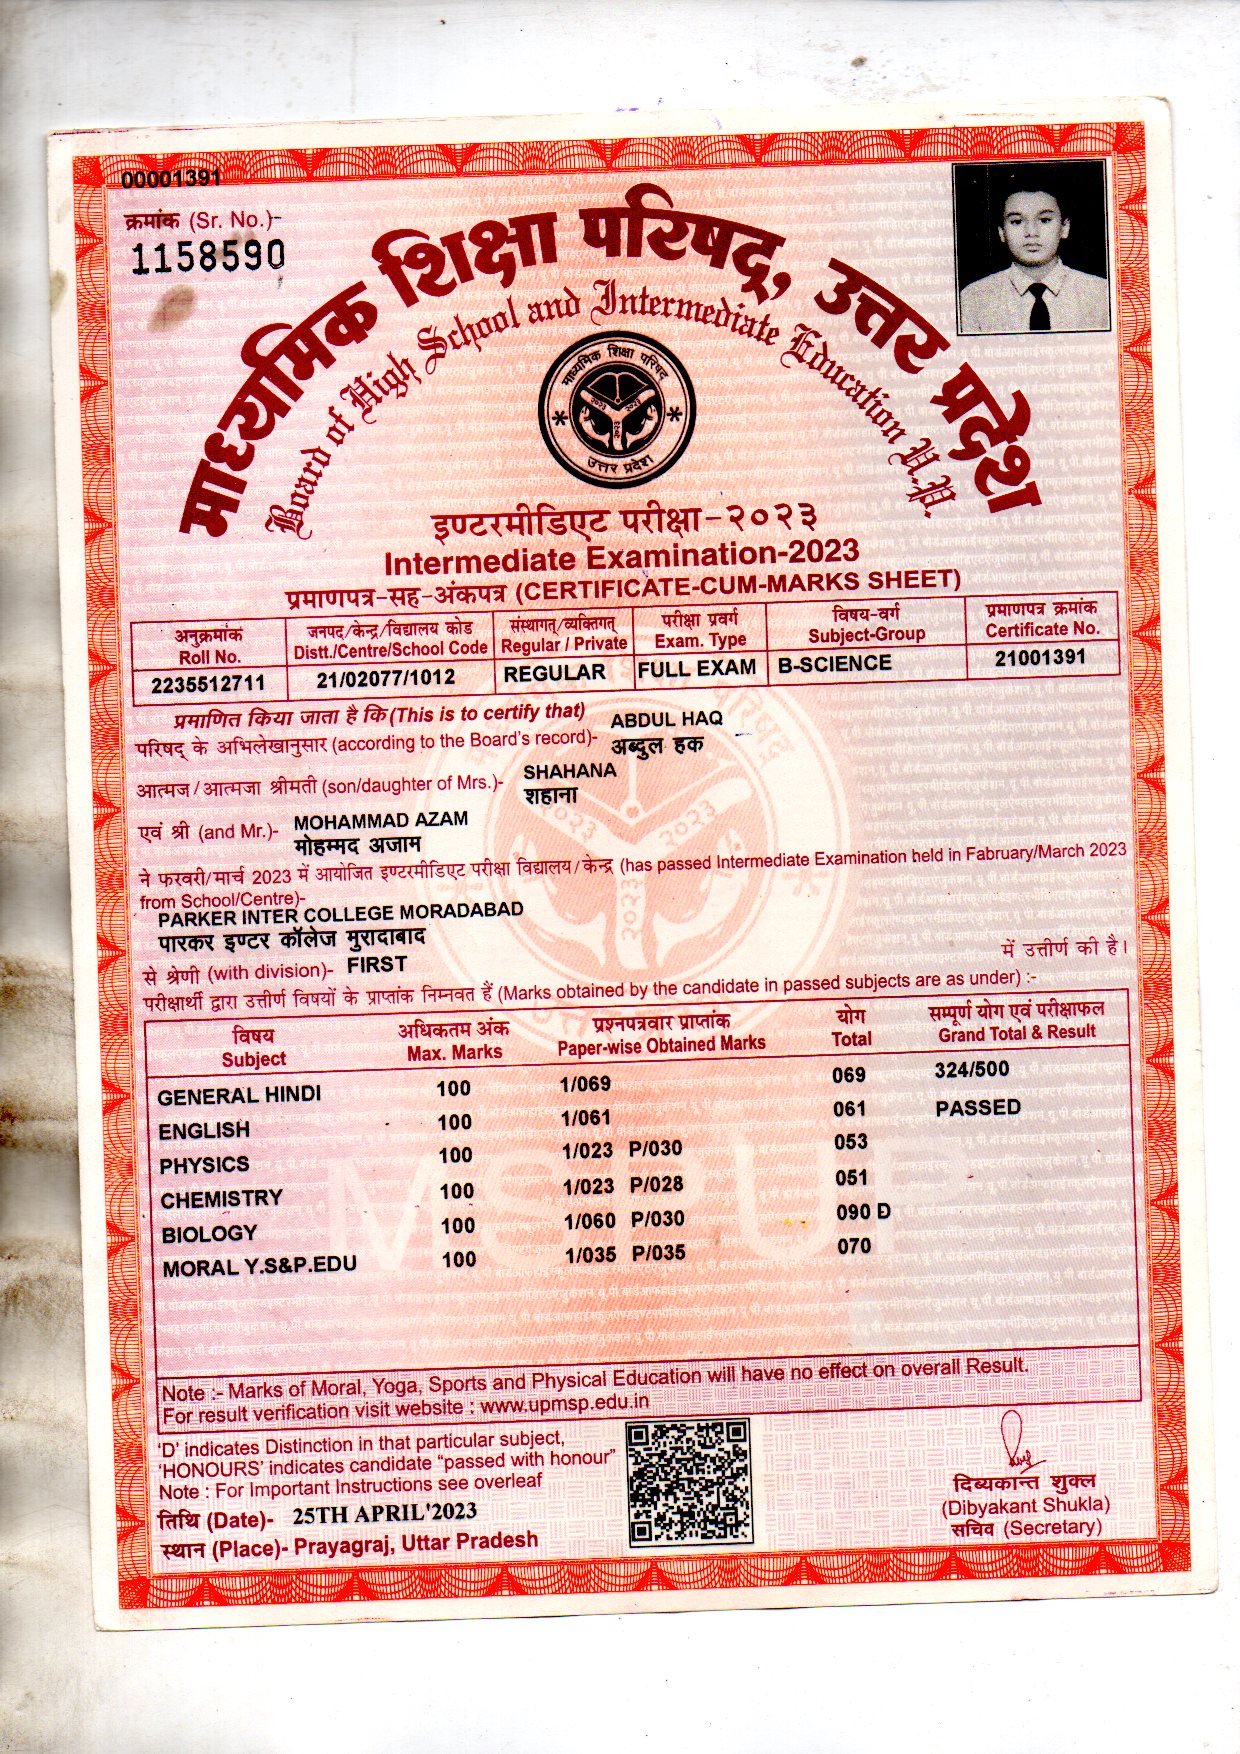 00001391
क्रमांक (Sr. No.)-
1158590
माध्यमिक शिक्षा परिषद्, उत्तर प्रदेश
Board of High School and Intermediate Education U.P.
माध्यमिक शिक्षा परिषद
२०२३ २०२३
२०२३
उत्तर प्रदेश
इण्टरमीडिएट परीक्षा-२०२३
Intermediate Examination-2023
प्रमाणपत्र-सह-अंकपत्र (CERTIFICATE-CUM-MARKS SHEET)
अनुक्रमांक जनपद/केन्द्र/विद्यालय कोड संस्थागत्/व्यक्तिगत् परीक्षा प्रवर्ग विषय-वर्ग प्रमाणपत्र क्रमांक
Roll No. Distt./Centre/School Code Regular / Private Exam. Type Subject-Group Certificate No.
2235512711 21/02077/1012 REGULAR FULL EXAM B-SCIENCE 21001391
प्रमाणित किया जाता है कि (This is to certify that) ABDUL HAQ
परिषद् के अभिलेखानुसार (according to the Board's record)- अब्दुल हक
आत्मज/आत्मजा श्रीमती (son/daughter of Mrs.)- SHAHANA
शहाना
एवं श्री (and Mr.)- MOHAMMAD AZAM
मोहम्मद अजाम
ने फरवरी/मार्च 2023 में आयोजित इण्टरमीडिएट परीक्षा विद्यालय/केन्द्र (has passed Intermediate Examination held in Fabruary/March 2023
from School/Centre)-
PARKER INTER COLLEGE MORADABAD
पारकर इण्टर कॉलेज मुरादाबाद
में उत्तीर्ण की है।
से श्रेणी (with division)- FIRST
परीक्षार्थी द्वारा उत्तीर्ण विषयों के प्राप्तांक निम्नवत हैं (Marks obtained by the candidate in passed subjects are as under) :-
विषय अधिकतम अंक प्रश्नपत्रवार प्राप्तांक योग सम्पूर्ण योग एवं परीक्षाफल
Subject Max. Marks Paper-wise Obtained Marks Total Grand Total & Result
GENERAL HINDI 100 1/069 069 324/500
ENGLISH 100 1/061 061 PASSED
PHYSICS 100 1/023 P/030 053
CHEMISTRY 100 1/023 P/028 051
BIOLOGY 100 1/060 P/030 090 D
MORAL Y.S&P.EDU 100 1/035 P/035 070
Note :- Marks of Moral, Yoga, Sports and Physical Education will have no effect on overall Result.
For result verification visit website : www.upmsp.edu.in
'D' indicates Distinction in that particular subject,
'HONOURS' indicates candidate "passed with honour"
Note : For Important Instructions see overleaf
तिथि (Date)- 25TH APRIL'2023
स्थान (Place)- Prayagraj, Uttar Pradesh
दिब्यकान्त शुक्ल
(Dibyakant Shukla)
सचिव (Secretary)